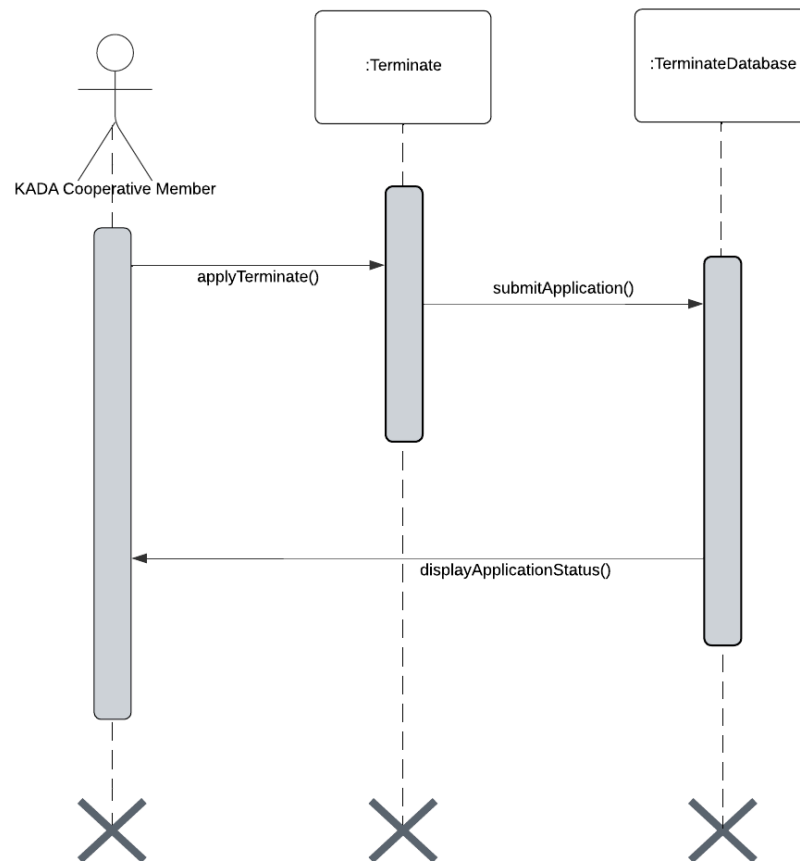 :Terminate
:TerminateDatabase
KADA Cooperative Member
applyTerminate()
submitApplication()
displayApplicationStatus()